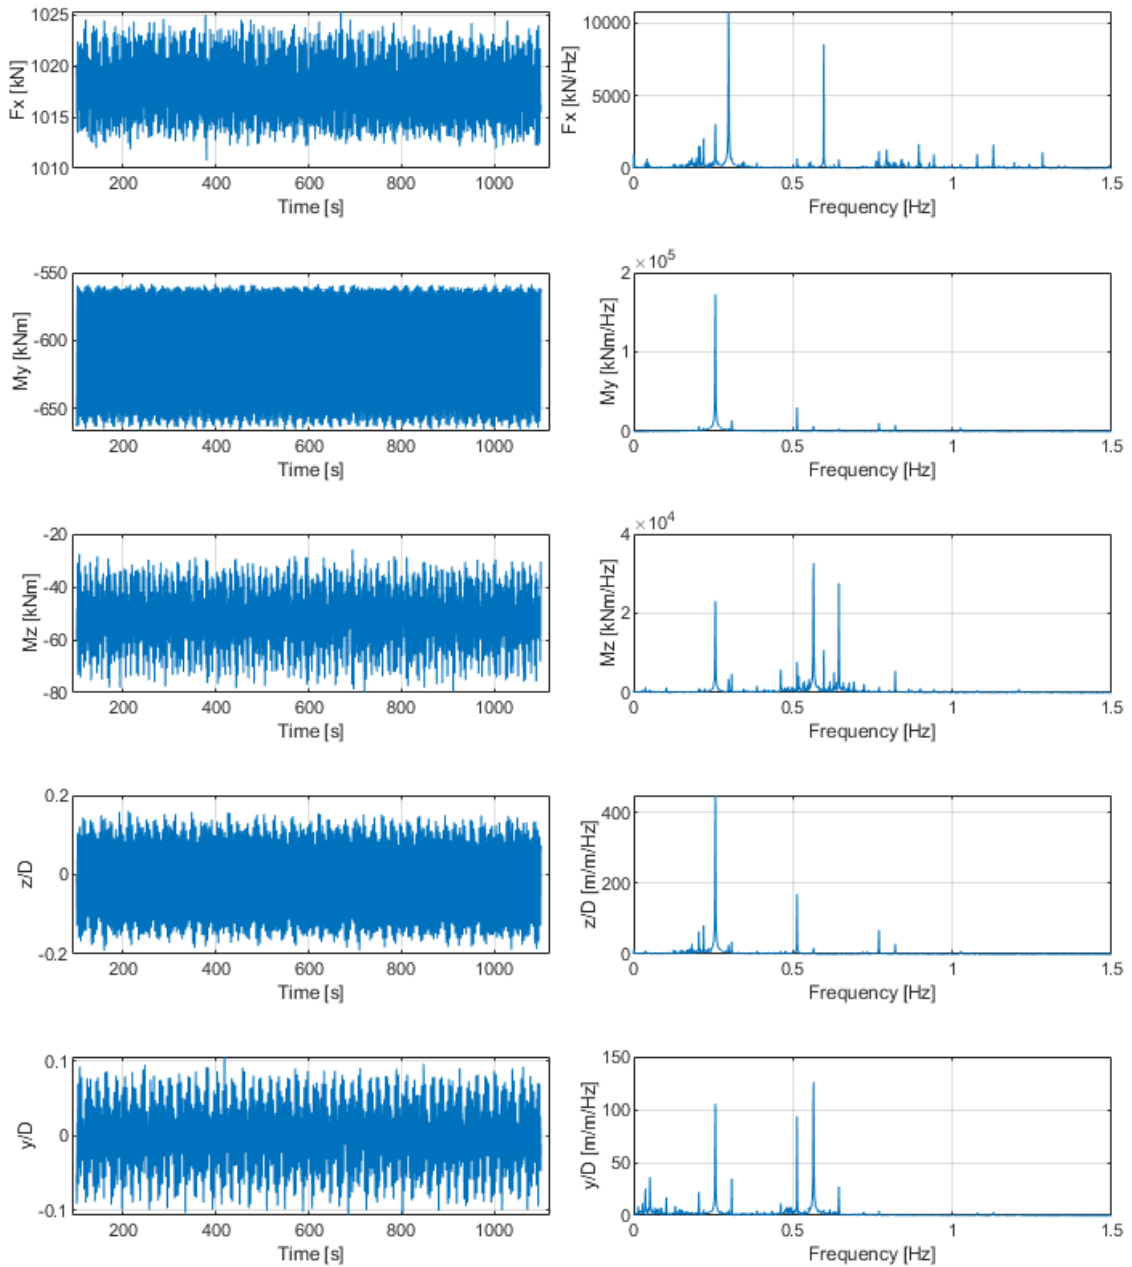 Fx [kN]
1025
1020
1015
1010
200 400 600 800 1000
Time [s]
Fx [kN/Hz]
10000
5000
0
0 0.5 1 1.5
Frequency [Hz]
My [kNm]
-550
-600
-650
200 400 600 800 1000
Time [s]
My [kNm/Hz]
×10⁵
2
1
0
0 0.5 1 1.5
Frequency [Hz]
Mz [kNm]
-20
-40
-60
-80
200 400 600 800 1000
Time [s]
Mz [kNm/Hz]
×10⁴
4
2
0
0 0.5 1 1.5
Frequency [Hz]
z/D
0.2
0
-0.2
200 400 600 800 1000
Time [s]
z/D [m/m/Hz]
400
200
0
0 0.5 1 1.5
Frequency [Hz]
y/D
0.1
0
-0.1
200 400 600 800 1000
Time [s]
y/D [m/m/Hz]
150
100
50
0
0 0.5 1 1.5
Frequency [Hz]